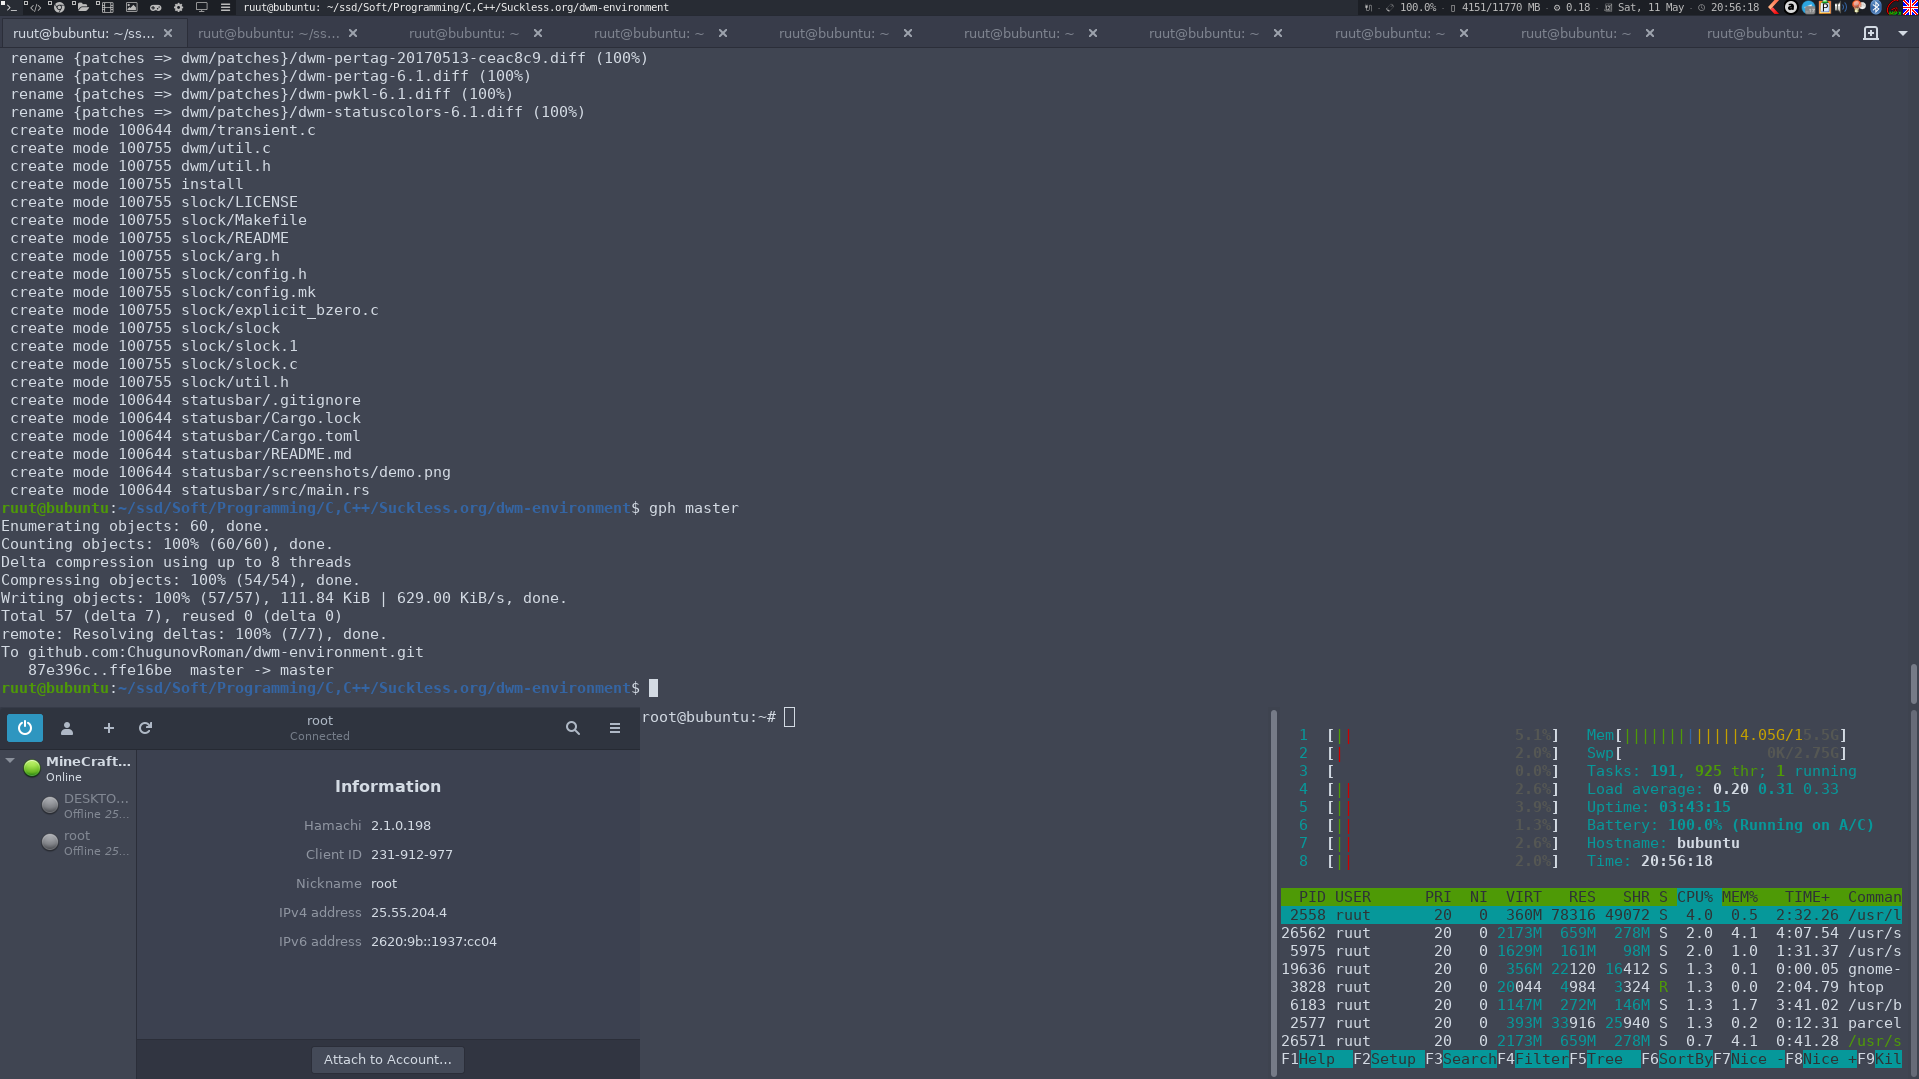 ruut@bubuntu: ~/ssd/Soft/Programming/C,C++/Suckless.org/dwm-environment
100.0% · 4151/11770 MB · 0.18 · Sat, 11 May · 20:56:18
ruut@bubuntu: ~/ss... × ruut@bubuntu: ~/ss... × ruut@bubuntu: ~ × ruut@bubuntu: ~ × ruut@bubuntu: ~ × ruut@bubuntu: ~ × ruut@bubuntu: ~ × ruut@bubuntu: ~ × ruut@bubuntu: ~ × ruut@bubuntu: ~ ×
rename {patches => dwm/patches}/dwm-pertag-20170513-ceac8c9.diff (100%)
rename {patches => dwm/patches}/dwm-pertag-6.1.diff (100%)
rename {patches => dwm/patches}/dwm-pwkl-6.1.diff (100%)
rename {patches => dwm/patches}/dwm-statuscolors-6.1.diff (100%)
create mode 100644 dwm/transient.c
create mode 100755 dwm/util.c
create mode 100755 dwm/util.h
create mode 100755 install
create mode 100755 slock/LICENSE
create mode 100755 slock/Makefile
create mode 100755 slock/README
create mode 100755 slock/arg.h
create mode 100755 slock/config.h
create mode 100755 slock/config.mk
create mode 100755 slock/explicit_bzero.c
create mode 100755 slock/slock
create mode 100755 slock/slock.1
create mode 100755 slock/slock.c
create mode 100755 slock/util.h
create mode 100644 statusbar/.gitignore
create mode 100644 statusbar/Cargo.lock
create mode 100644 statusbar/Cargo.toml
create mode 100644 statusbar/README.md
create mode 100644 statusbar/screenshots/demo.png
create mode 100644 statusbar/src/main.rs
ruut@bubuntu:~/ssd/Soft/Programming/C,C++/Suckless.org/dwm-environment$ gph master
Enumerating objects: 60, done.
Counting objects: 100% (60/60), done.
Delta compression using up to 8 threads
Compressing objects: 100% (54/54), done.
Writing objects: 100% (57/57), 111.84 KiB | 629.00 KiB/s, done.
Total 57 (delta 7), reused 0 (delta 0)
remote: Resolving deltas: 100% (7/7), done.
To github.com:ChugunovRoman/dwm-environment.git
87e396c..ffe16be  master -> master
ruut@bubuntu:~/ssd/Soft/Programming/C,C++/Suckless.org/dwm-environment$
root
Connected
MineCraft...
Online
DESKTO...
Offline 25...
root
Offline 25...
Information
Hamachi 2.1.0.198
Client ID 231-912-977
Nickname root
IPv4 address 25.55.204.4
IPv6 address 2620:9b::1937:cc04
Attach to Account...
root@bubuntu:~#
1 [|| 5.1%] Mem[|||||||||||||4.05G/15.5G]
2 [ 2.0%] Swp[ 0K/2.75G]
3 [ 0.0%] Tasks: 191, 925 thr; 1 running
4 [|| 2.6%] Load average: 0.20 0.31 0.33
5 [|| 3.9%] Uptime: 03:43:15
6 [|| 1.3%] Battery: 100.0% (Running on A/C)
7 [|| 2.6%] Hostname: bubuntu
8 [|| 2.0%] Time: 20:56:18
PID USER PRI NI VIRT RES SHR S CPU% MEM% TIME+ Comman
2558 ruut 20 0 360M 78316 49072 S 4.0 0.5 2:32.26 /usr/l
26562 ruut 20 0 2173M 659M 278M S 2.0 4.1 4:07.54 /usr/s
5975 ruut 20 0 1629M 161M 98M S 2.0 1.0 1:31.37 /usr/s
19636 ruut 20 0 356M 22120 16412 S 1.3 0.1 0:00.05 gnome-
3828 ruut 20 0 20044 4984 3324 R 1.3 0.0 2:04.79 htop
6183 ruut 20 0 1147M 272M 146M S 1.3 1.7 3:41.02 /usr/b
2577 ruut 20 0 393M 33916 25940 S 1.3 0.2 0:12.31 parcel
26571 ruut 20 0 2173M 659M 278M S 0.7 4.1 0:41.28 /usr/s
F1Help F2Setup F3SearchF4FilterF5Tree F6SortByF7Nice -F8Nice +F9Kil